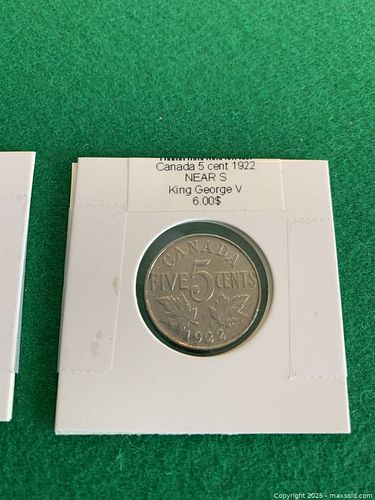 Canada 5 cent 1922
NEAR S
King George V
6.00$
CANADA
FIVE 5 CENTS
1922
Copyright 2025 - maxsold.com